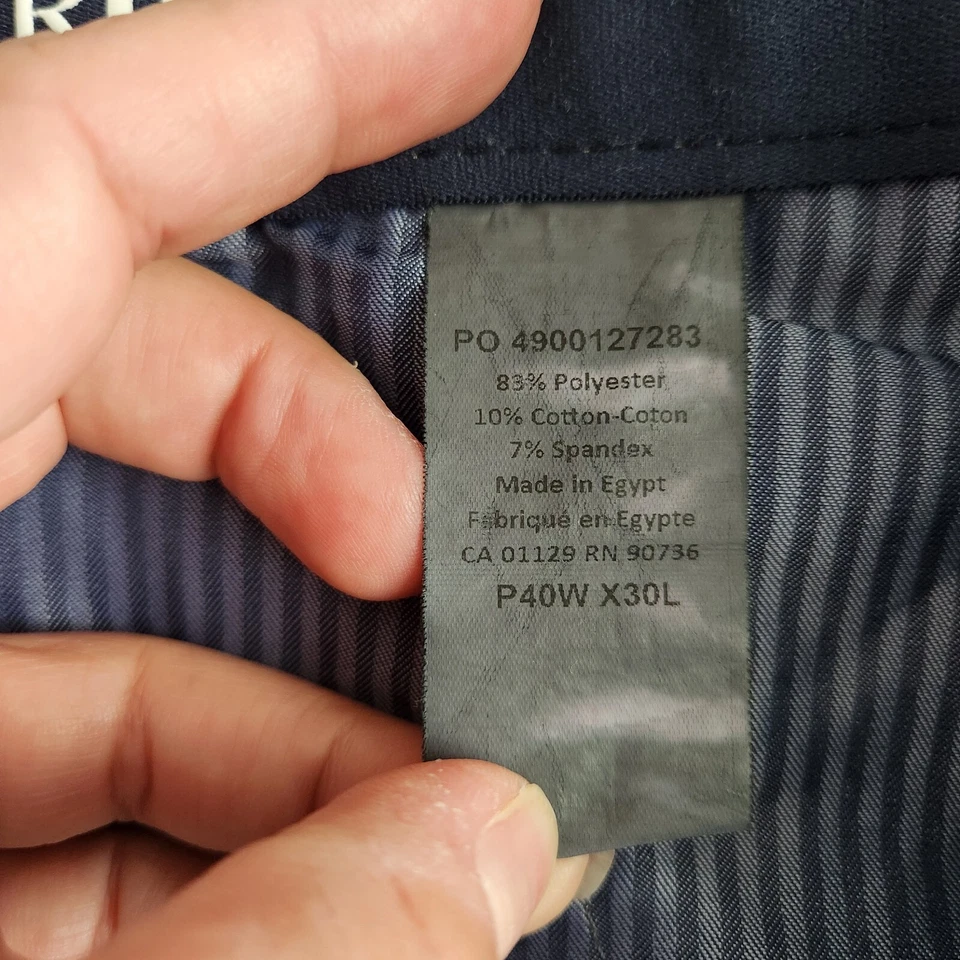 PO 4900127283
83% Polyester
10% Cotton-Coton
7% Spandex
Made in Egypt
Fabriqué en Egypte
CA 01129 RN 90736
P40W X30L